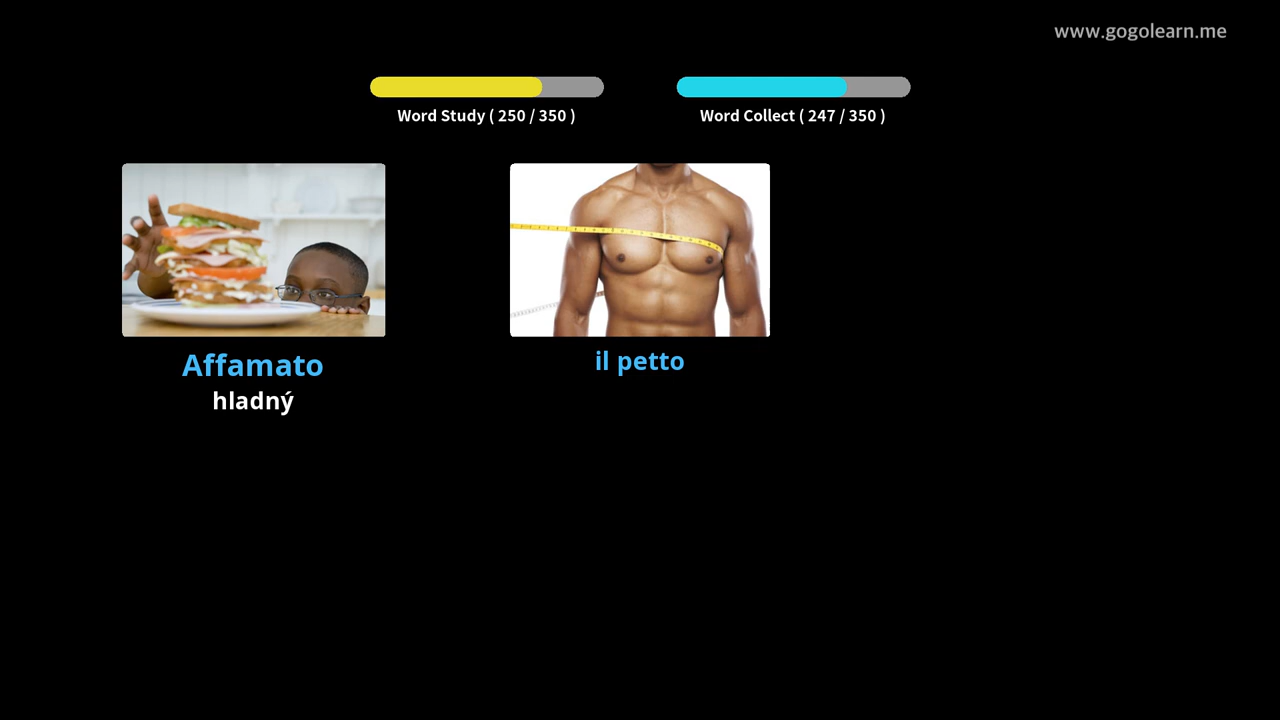 www.gogolearn.me
Word Study ( 250 / 350 )
Word Collect ( 247 / 350 )
Affamato
hladný
il petto